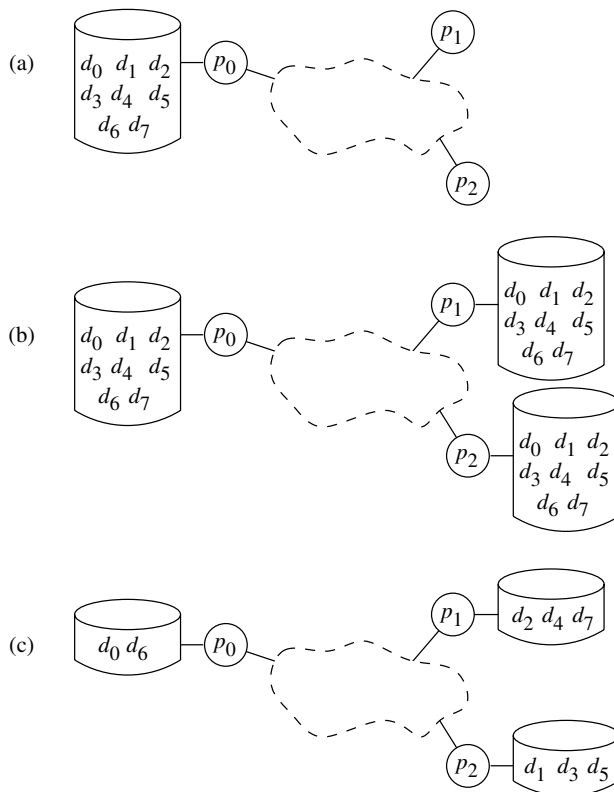 p₁
(a) d₀ d₁ d₂ p₀
d₃ d₄ d₅
d₆ d₇
p₂
d₀ d₁ d₂
p₁
(b) d₀ d₁ d₂ p₀ d₃ d₄ d₅
d₃ d₄ d₅ d₆ d₇
d₆ d₇
d₀ d₁ d₂
p₂
d₃ d₄ d₅
d₆ d₇
p₁ d₂ d₄ d₇
(c) d₀ d₆ p₀
p₂ d₁ d₃ d₅